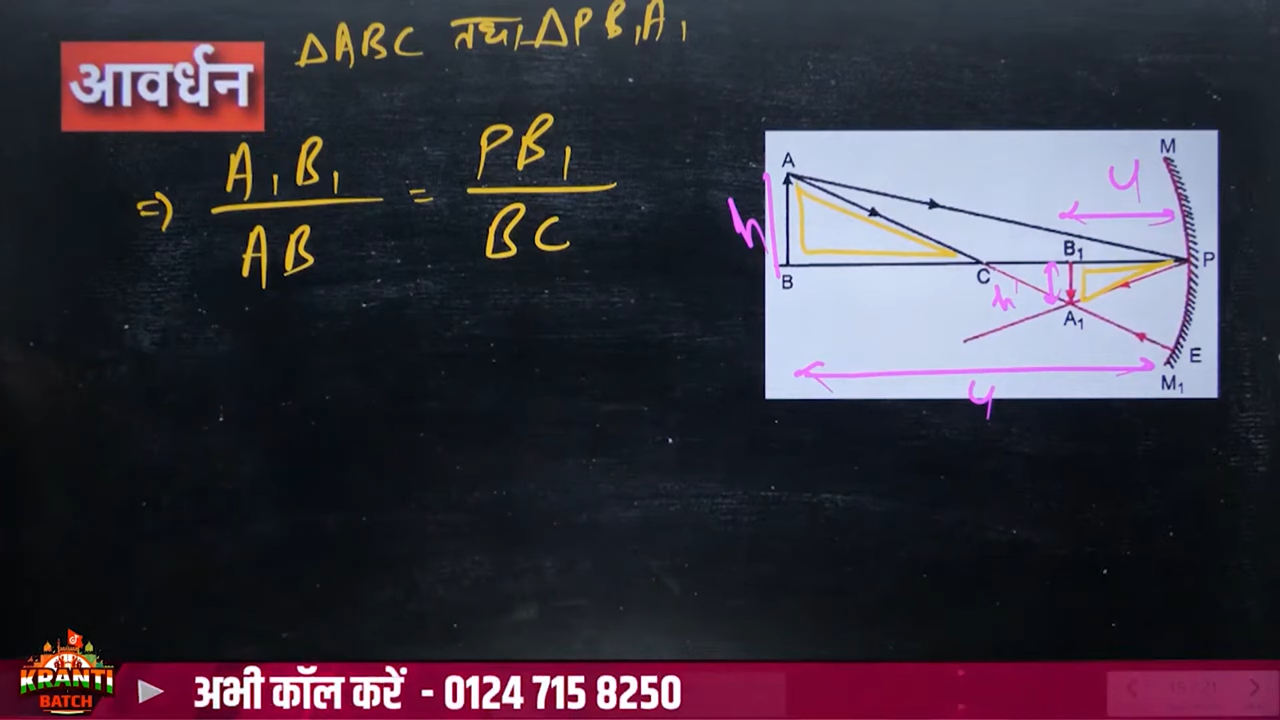 ΔABC तथा ΔPB₁A₁
आवर्धन
⇒ A₁B₁/AB = PB₁/BC
A
M
u
h
B₁
P
B
C
h'
A₁
E
M₁
u
KRANTI
BATCH
अभी कॉल करें - 0124 715 8250